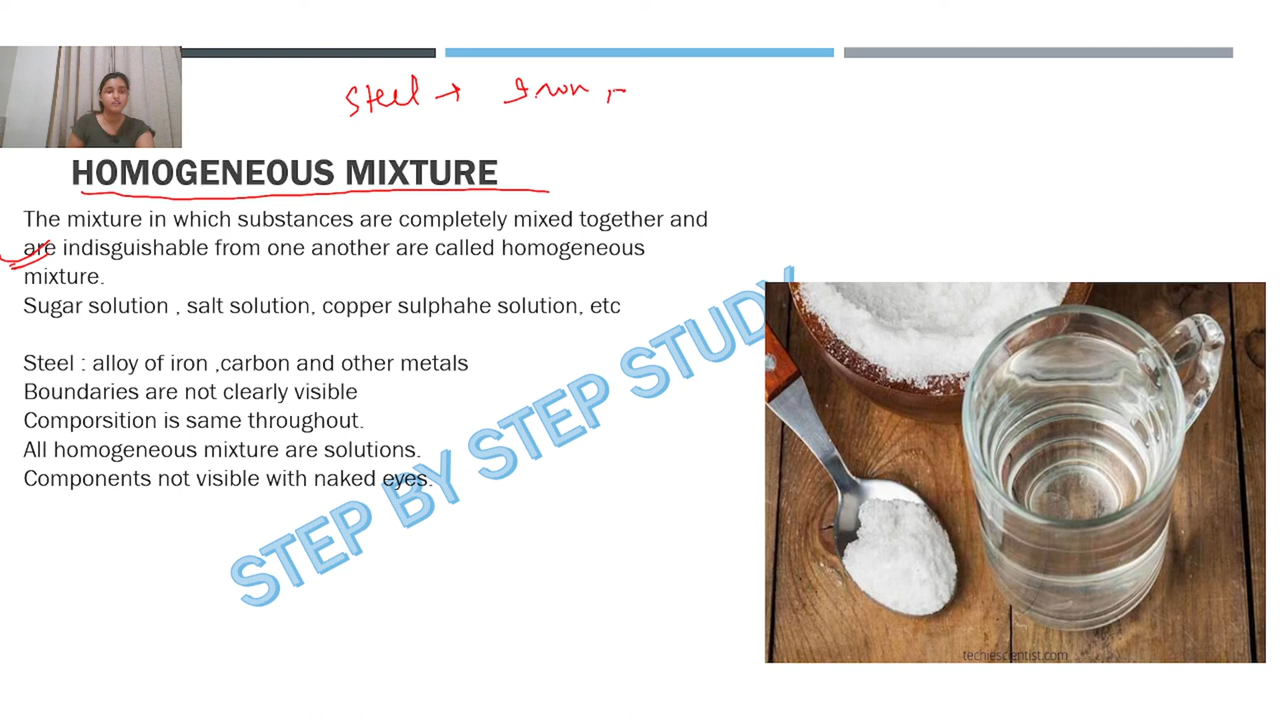 Steel → Iron
HOMOGENEOUS MIXTURE
The mixture in which substances are completely mixed together and
are indisguishable from one another are called homogeneous
mixture.
Sugar solution , salt solution, copper sulphahe solution, etc
Steel : alloy of iron ,carbon and other metals
Boundaries are not clearly visible
Comporsition is same throughout.
All homogeneous mixture are solutions.
Components not visible with naked eyes.
STEP BY STEP STUDY
techiescientist.com